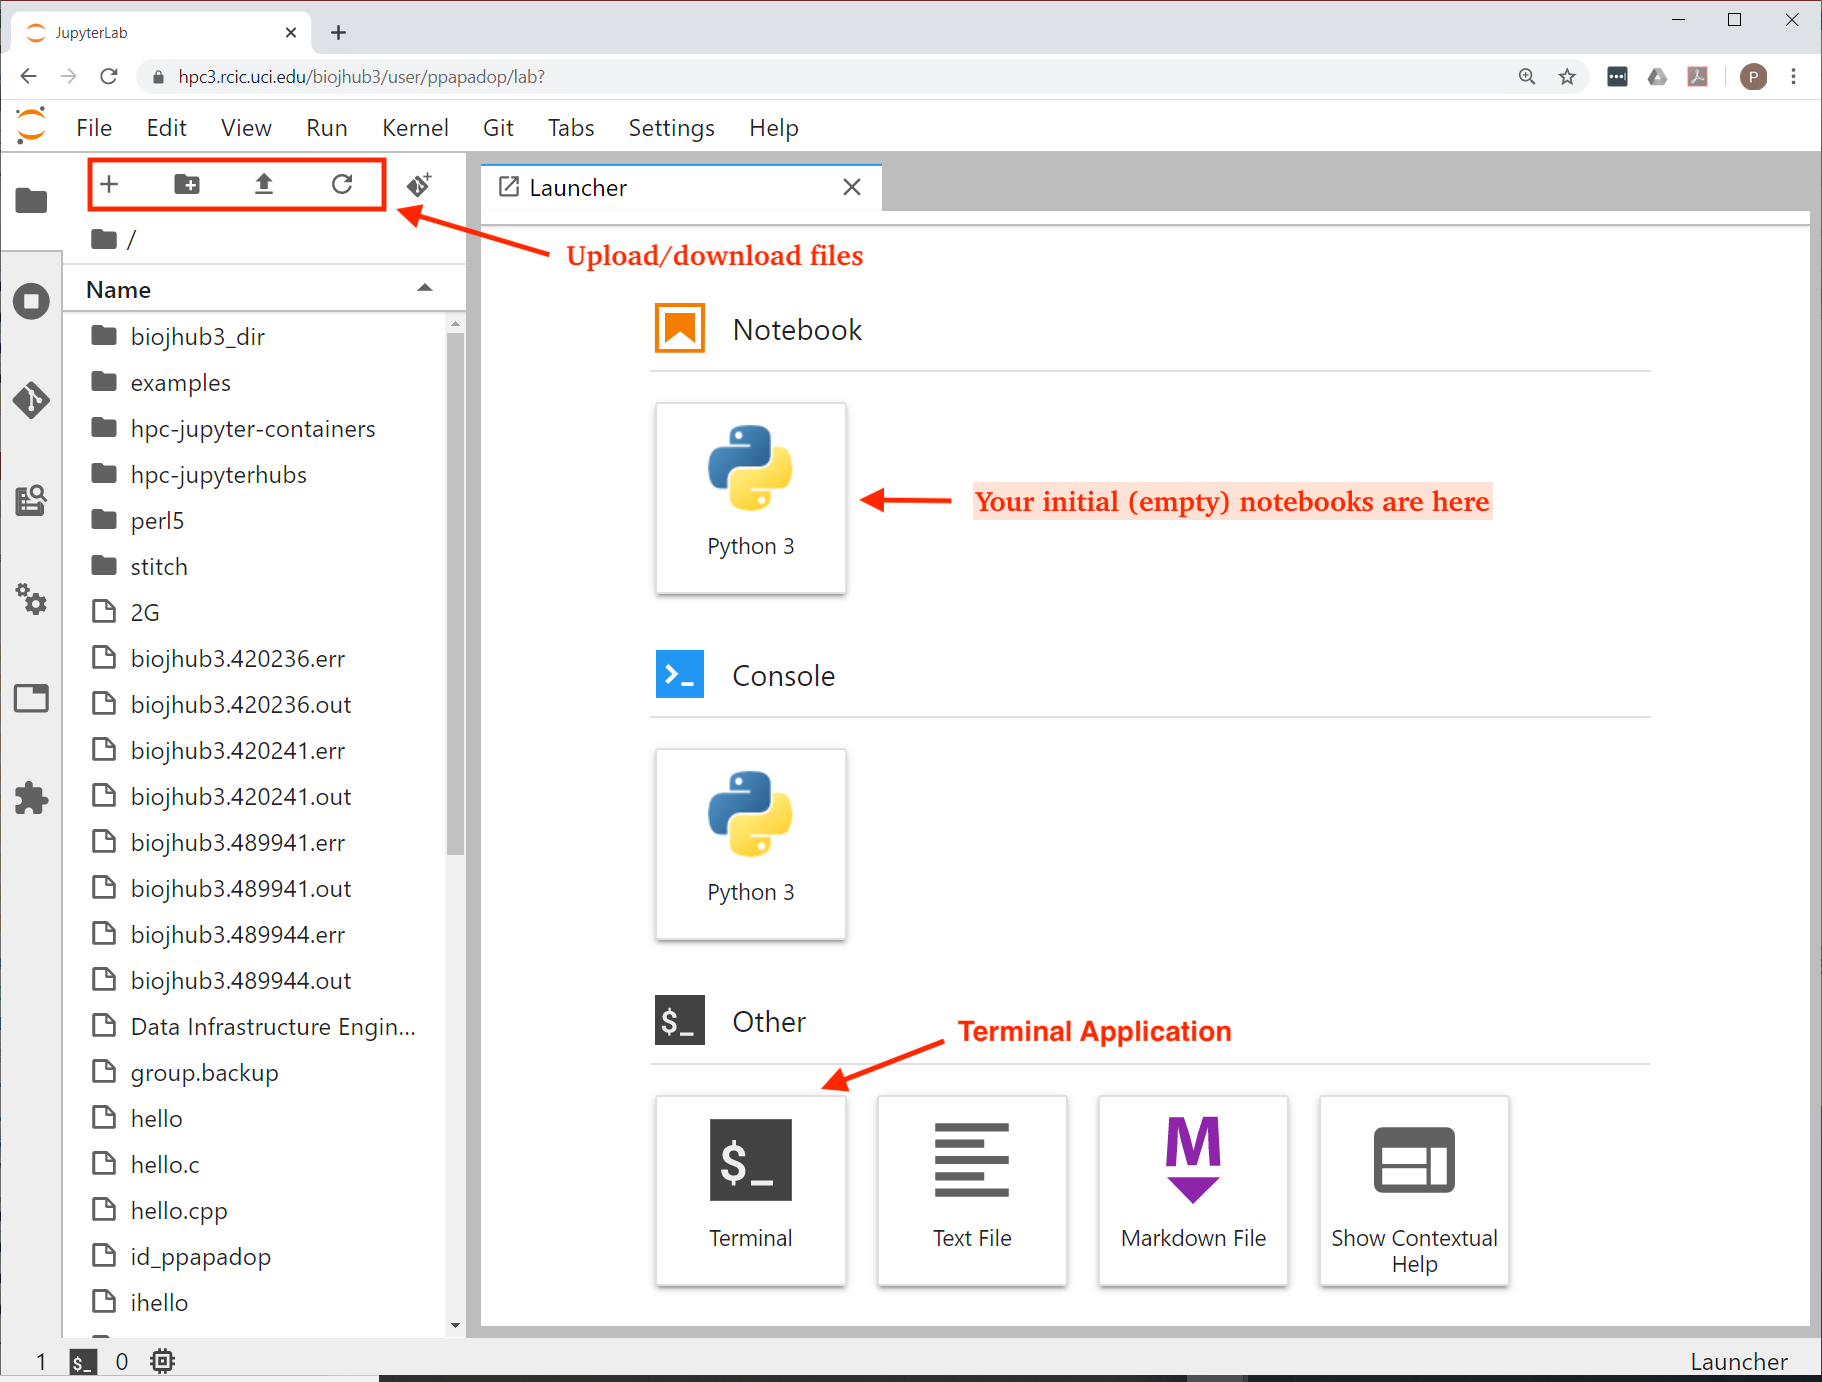 JupyterLab
hpc3.rcic.uci.edu/biojhub3/user/ppapadop/lab?
P
File Edit View Run Kernel Git Tabs Settings Help
Launcher
/
Upload/download files
Name
biojhub3_dir
examples
hpc-jupyter-containers
hpc-jupyterhubs
perl5
stitch
2G
biojhub3.420236.err
biojhub3.420236.out
biojhub3.420241.err
biojhub3.420241.out
biojhub3.489941.err
biojhub3.489941.out
biojhub3.489944.err
biojhub3.489944.out
Data Infrastructure Engin...
group.backup
hello
hello.c
hello.cpp
id_ppapadop
ihello
Notebook
Python 3
Your initial (empty) notebooks are here
Console
Python 3
$_ Other
Terminal Application
$_
Terminal
Text File
M
Markdown File
Show Contextual
Help
1 $_ 0
Launcher